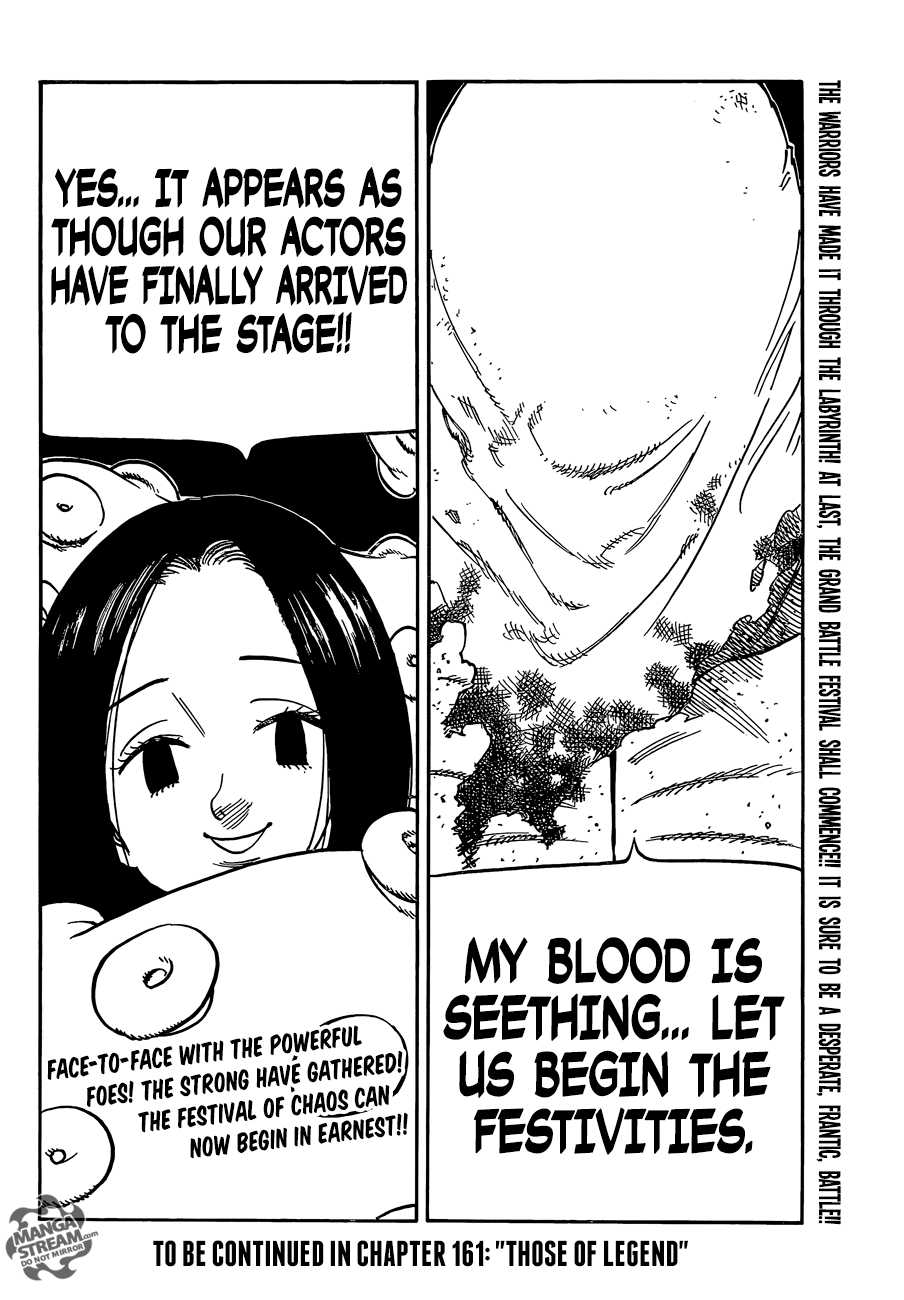 THE WARRIORS HAVE MADE IT THROUGH THE LABYRINTH! AT LAST, THE GRAND BATTLE FESTIVAL SHALL COMMENCE!! IT IS SURE TO BE A DESPERATE, FRANTIC, BATTLE!!
MY BLOOD IS
SEETHING... LET
US BEGIN THE
FESTIVITIES.
YES... IT APPEARS AS
THOUGH OUR ACTORS
HAVE FINALLY ARRIVED
TO THE STAGE!!
FACE-TO-FACE WITH THE POWERFUL
FOES! THE STRONG HAVE GATHERED!
THE FESTIVAL OF CHAOS CAN
NOW BEGIN IN EARNEST!!
MANGA
STREAM.com
DO NOT MIRROR
TO BE CONTINUED IN CHAPTER 161: "THOSE OF LEGEND"